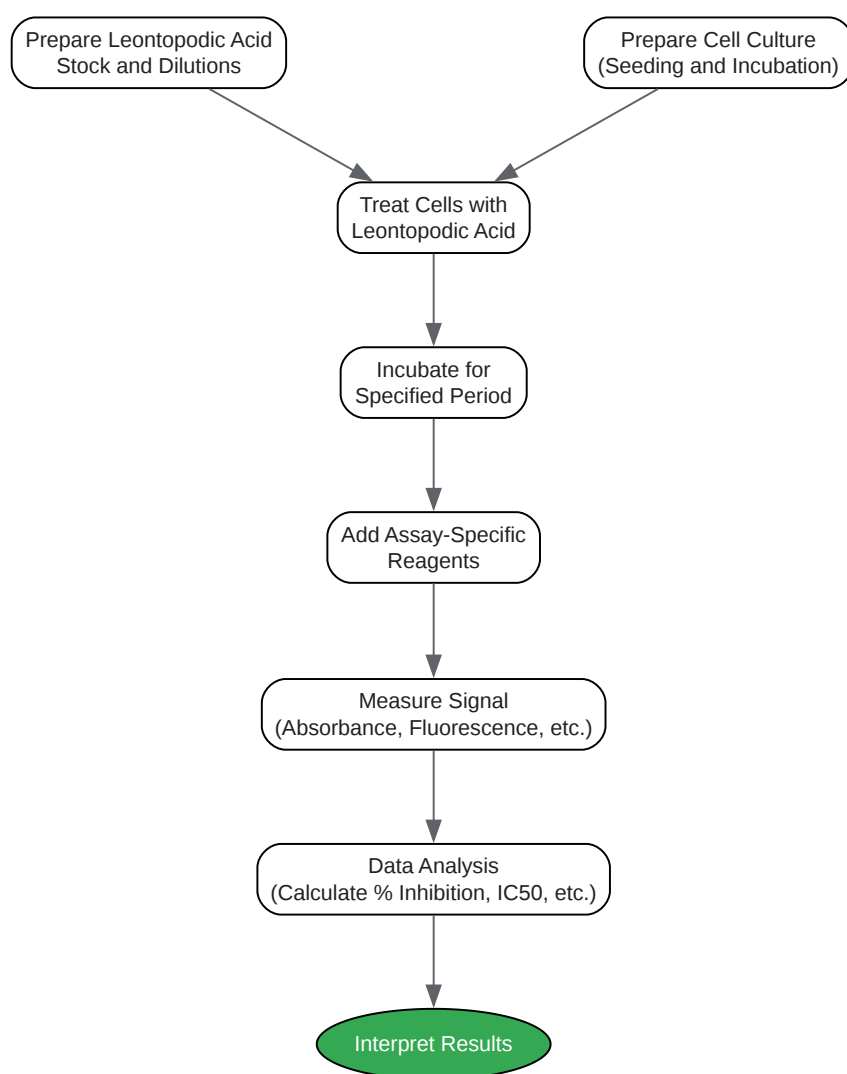 Prepare Leontopodic Acid
Stock and Dilutions
Prepare Cell Culture
(Seeding and Incubation)
Treat Cells with
Leontopodic Acid
Incubate for
Specified Period
Add Assay-Specific
Reagents
Measure Signal
(Absorbance, Fluorescence, etc.)
Data Analysis
(Calculate % Inhibition, IC50, etc.)
Interpret Results